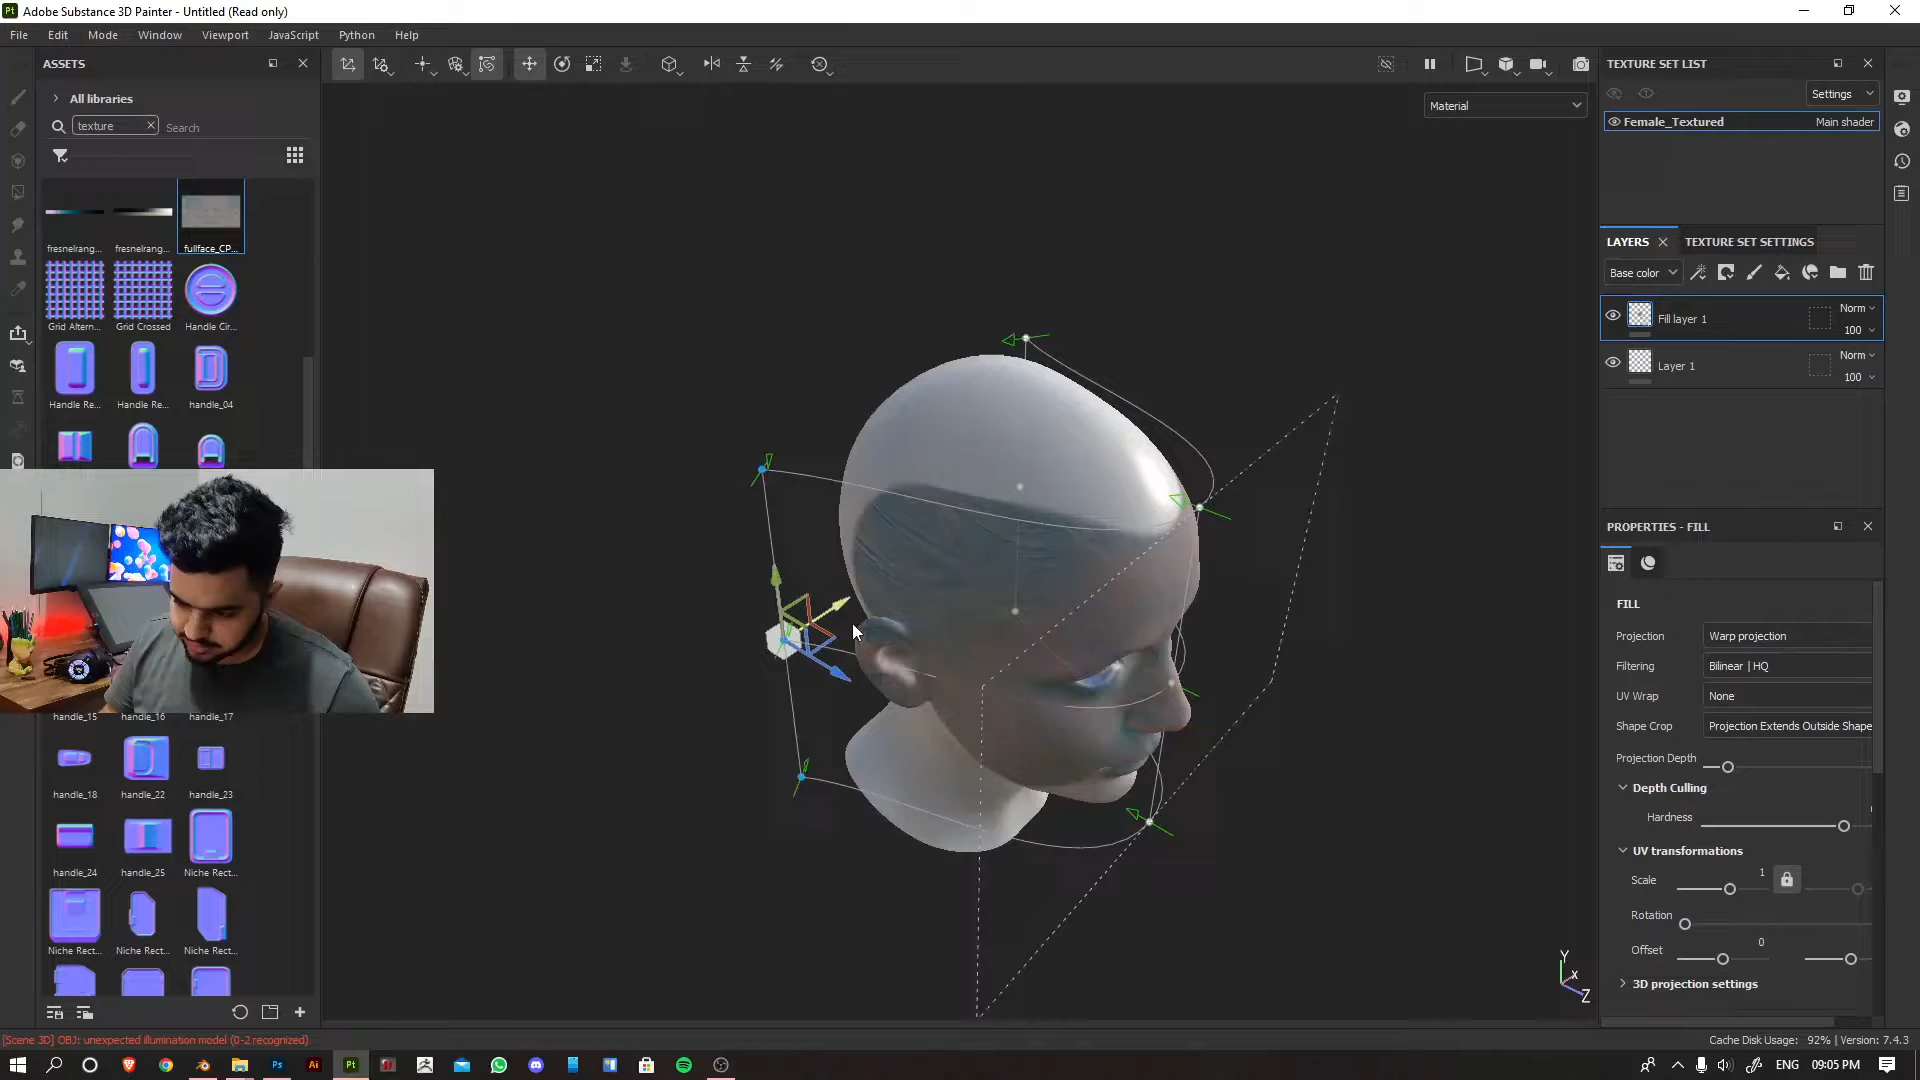 Pt Adobe Substance 3D Painter - Untitled (Read only)
File Edit Mode Window Viewport JavaScript Python Help
ASSETS
All libraries
texture Search
fresnelrang... fresnelrang... fullface_CP...
Grid Altern... Grid Crossed Handle Cir...
Handle Re... Handle Re... handle_04
handle_15 handle_16 handle_17
handle_18 handle_22 handle_23
handle_24 handle_25 Niche Rect...
Niche Rect... Niche Rect... Niche Rect...
Material
Y
X
Z
TEXTURE SET LIST
Settings
Female_Textured Main shader
LAYERS TEXTURE SET SETTINGS
Base color
Fill layer 1 Norm
100
Layer 1 Norm
100
PROPERTIES - FILL
FILL
Projection Warp projection
Filtering Bilinear | HQ
UV Wrap None
Shape Crop Projection Extends Outside Shape
Projection Depth
Depth Culling
Hardness
UV transformations
Scale 1
Rotation
Offset 0
3D projection settings
[Scene 3D] OBJ: unexpected illumination model (0-2 recognized)
Cache Disk Usage: 92% | Version: 7.4.3
Ps Ai Pt
ENG 09:05 PM